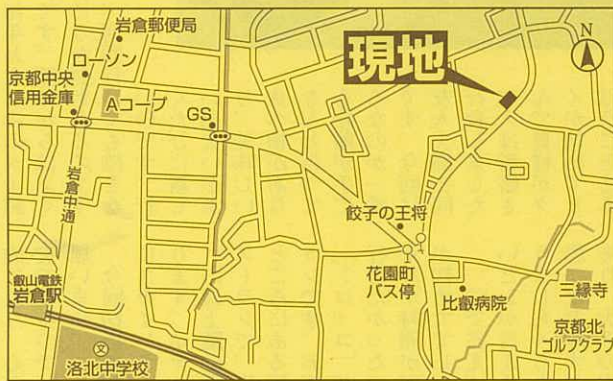 岩倉郵便局
ローソン
京都中央
信用金庫
Aコープ
GS
現地
N
岩倉中通
餃子の王将
花園町
バス停
比叡病院
三縁寺
京都北
ゴルフクラブ
叡山電鉄
岩倉駅
文
洛北中学校